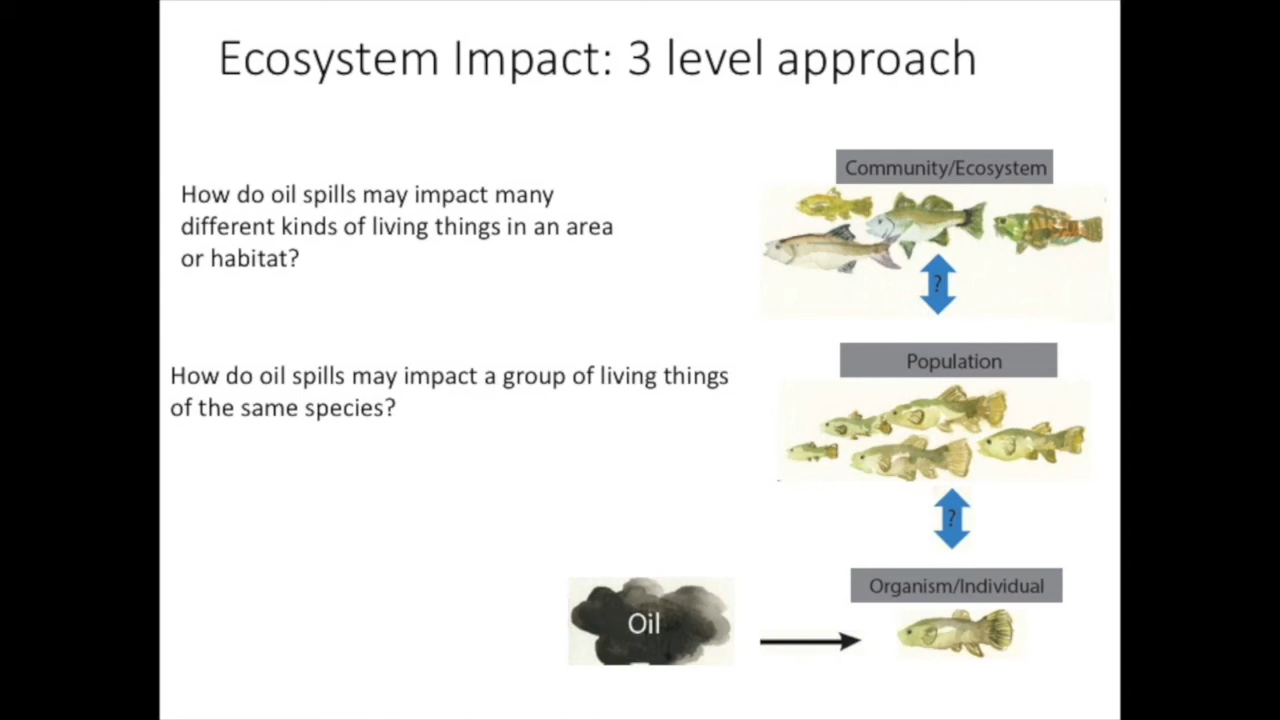 Ecosystem Impact: 3 level approach
Community/Ecosystem
How do oil spills may impact many
different kinds of living things in an area
or habitat?
?
Population
How do oil spills may impact a group of living things
of the same species?
?
Organism/Individual
Oil